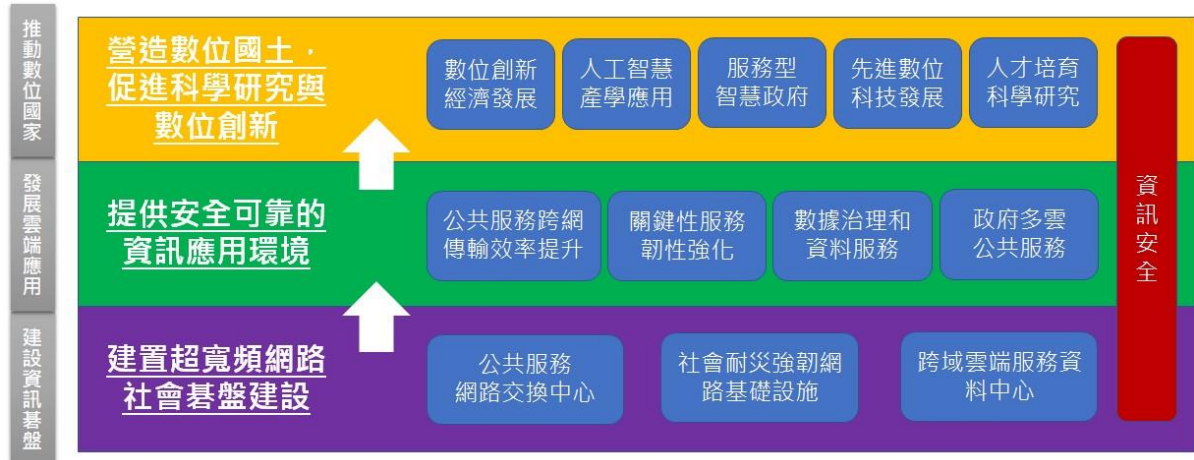 推動數位國家
營造數位國土，
促進科學研究與
數位創新
數位創新
經濟發展
人工智慧
產學應用
服務型
智慧政府
先進數位
科技發展
人才培育
科學研究
發展雲端應用
提供安全可靠的
資訊應用環境
公共服務跨網
傳輸效率提升
關鍵性服務
韌性強化
數據治理和
資料服務
政府多雲
公共服務
建設資訊碁盤
建置超寬頻網路
社會碁盤建設
公共服務
網路交換中心
社會耐災強韌網
路基礎設施
跨域雲端服務資
料中心
資訊安全